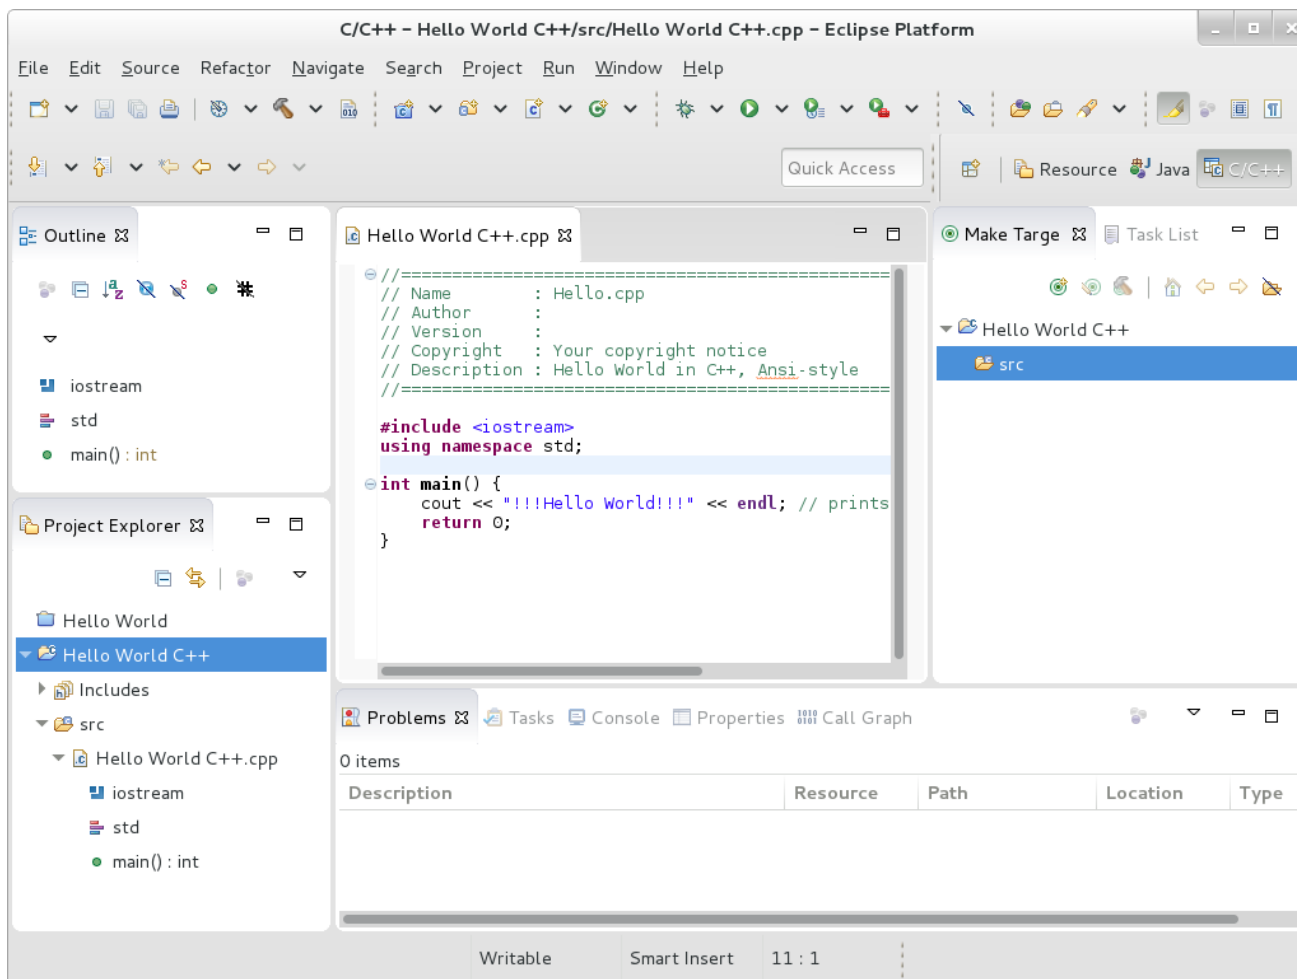 C/C++ – Hello World C++/src/Hello World C++.cpp – Eclipse Platform
File Edit Source Refactor Navigate Search Project Run Window Help
010
Quick Access
Resource
Java
C/C++
Outline
iostream
std
main() : int
Project Explorer
Hello World
Hello World C++
Includes
src
Hello World C++.cpp
iostream
std
main() : int
Hello World C++.cpp
//================================================
// Name        : Hello.cpp
// Author      :
// Version     :
// Copyright   : Your copyright notice
// Description : Hello World in C++, Ansi-style
//================================================
#include <iostream>
using namespace std;
int main() {
    cout << "!!!Hello World!!!" << endl; // prints
    return 0;
}
Make Targe
Task List
Hello World C++
src
Problems Tasks Console Properties Call Graph
0 items
Description Resource Path Location Type
Writable Smart Insert 11 : 1